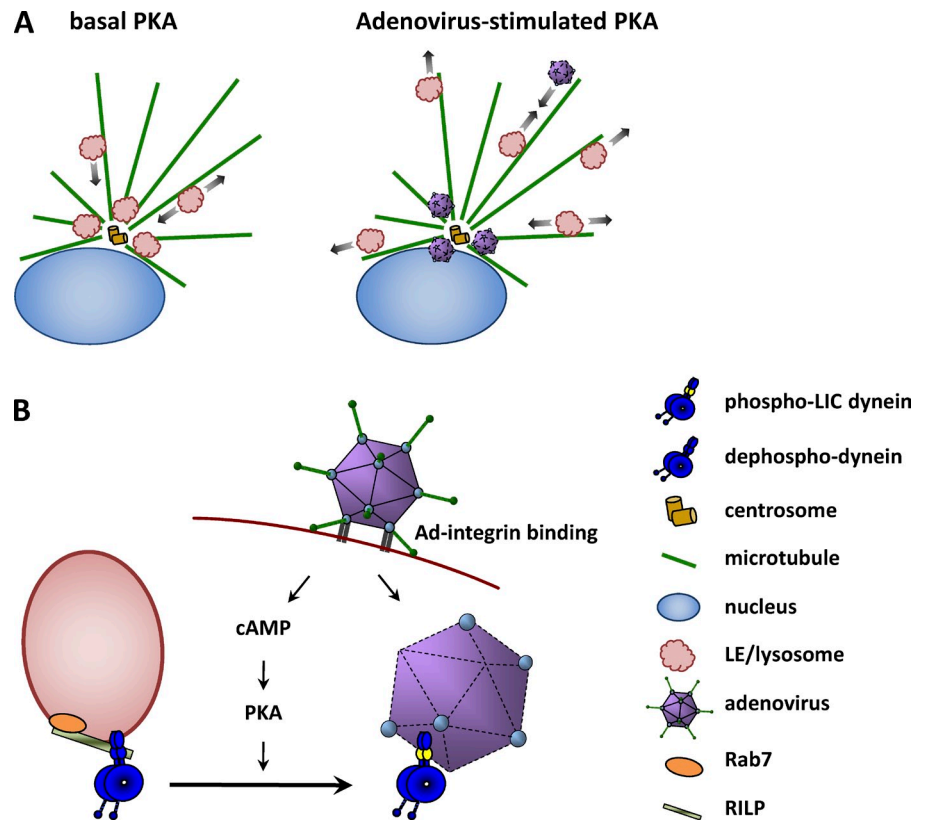 A
basal PKA
Adenovirus-stimulated PKA
B
Ad-integrin binding
cAMP
PKA
phospho-LIC dynein
dephospho-dynein
centrosome
microtubule
nucleus
LE/lysosome
adenovirus
Rab7
RILP